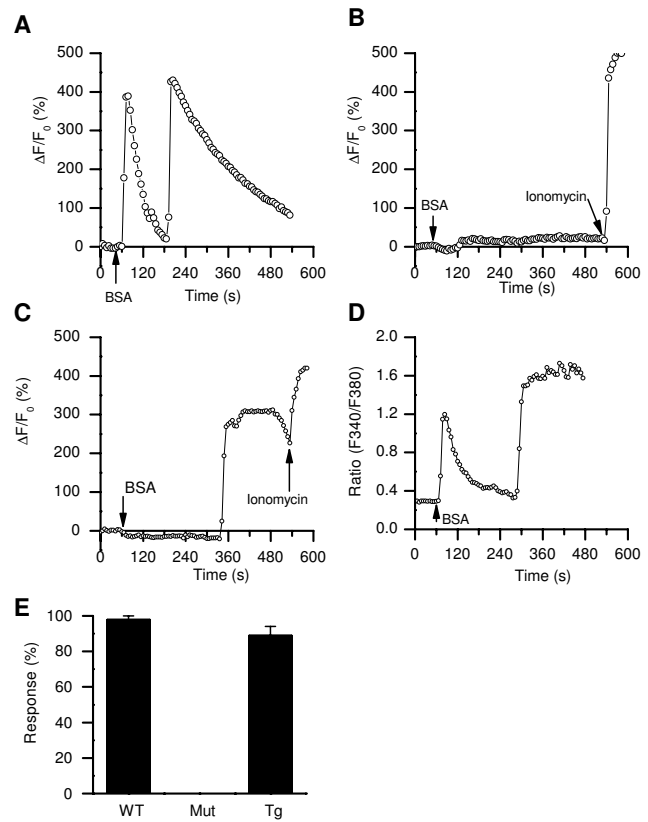 A
500
400
300
200
100
0
ΔF/F0 (%)
0 120 240 360 480 600
Time (s)
BSA
B
500
400
300
200
100
0
ΔF/F0 (%)
0 120 240 360 480 600
Time (s)
BSA
Ionomycin
C
500
400
300
200
100
0
ΔF/F0 (%)
0 120 240 360 480 600
Time (s)
BSA
Ionomycin
D
2.0
1.6
1.2
0.8
0.4
0.0
Ratio (F340/F380)
0 120 240 360 480 600
Time (s)
BSA
E
100
80
60
40
20
0
Response (%)
WT Mut Tg